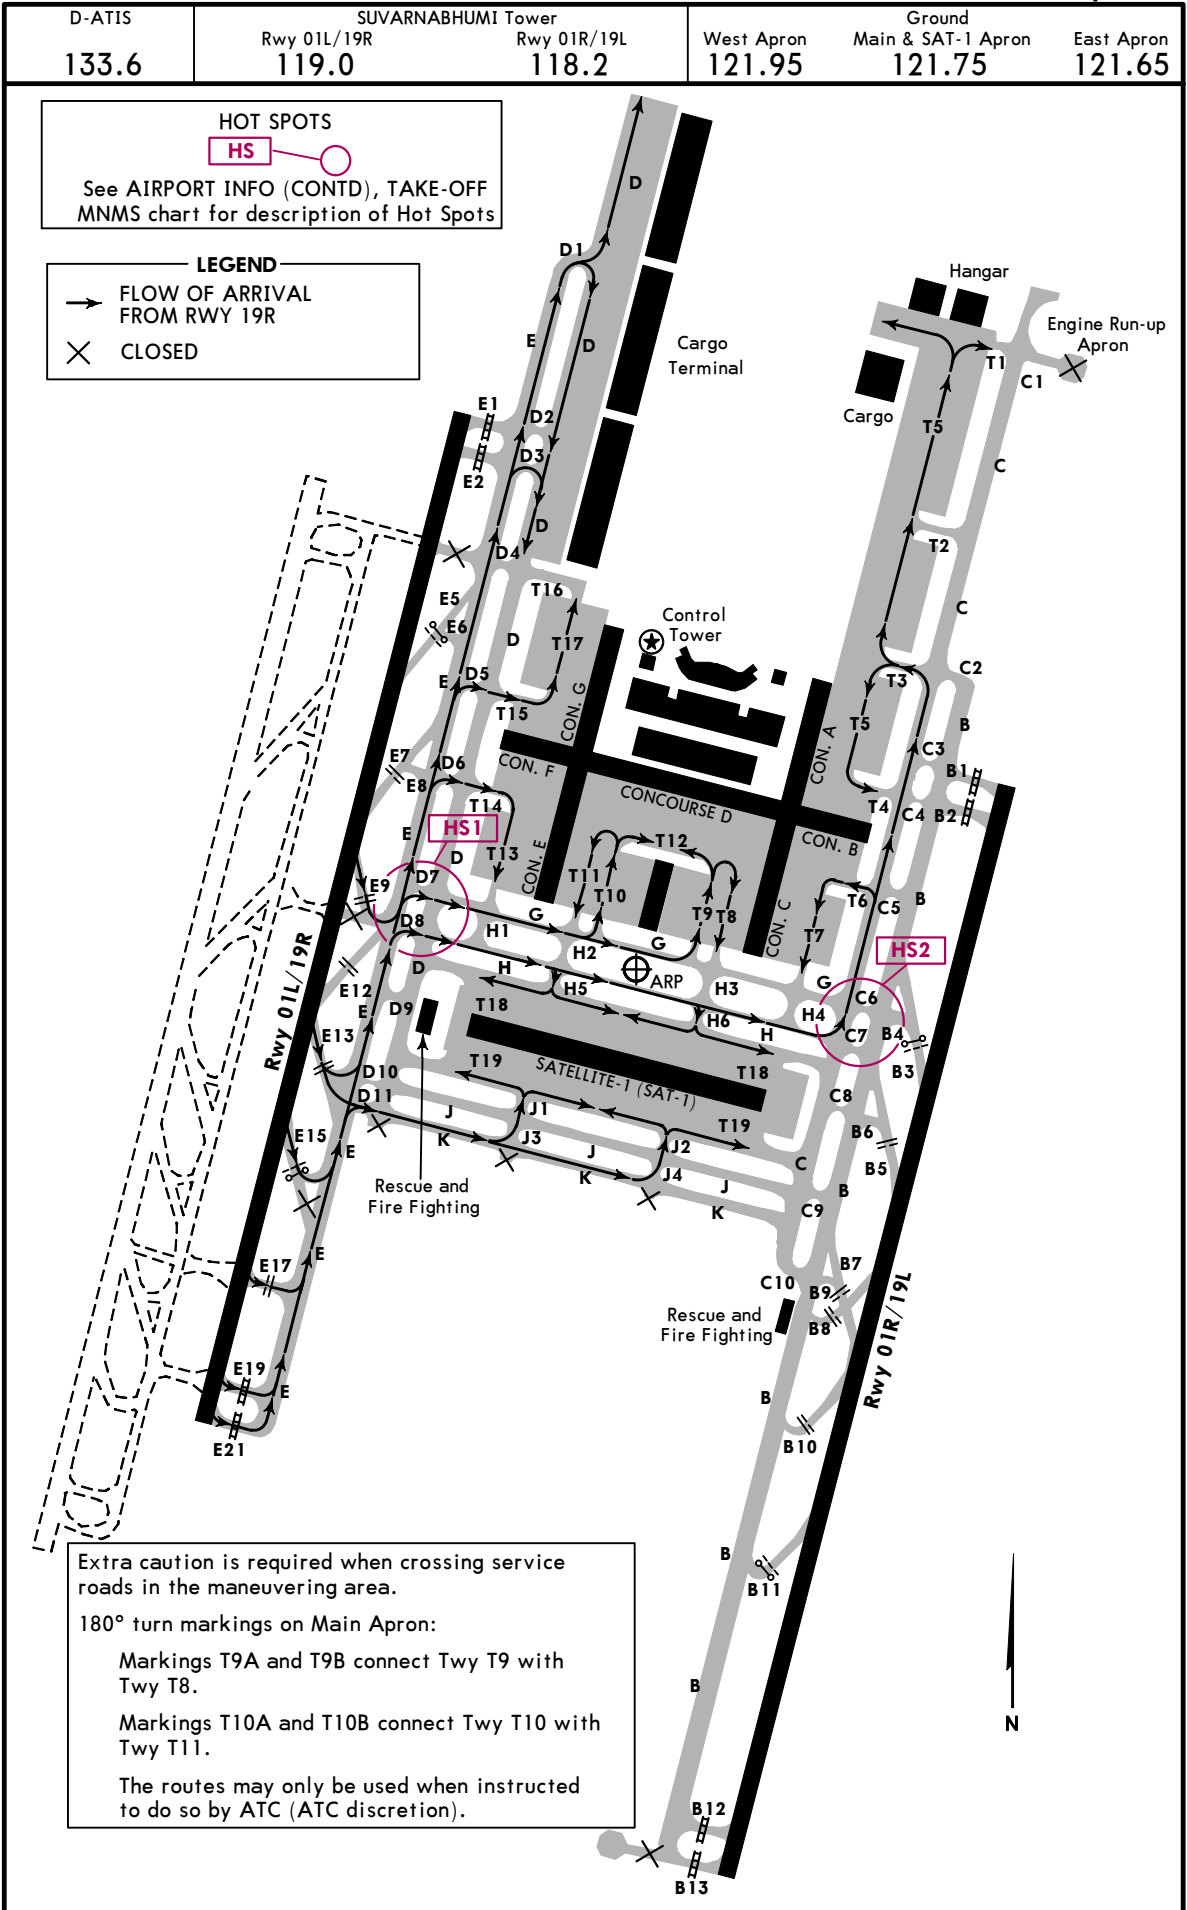 D-ATIS
133.6
SUVARNABHUMI Tower
Rwy 01L/19R
119.0
Rwy 01R/19L
118.2
Ground
West Apron
121.95
Main & SAT-1 Apron
121.75
East Apron
121.65
HOT SPOTS
HS
See AIRPORT INFO (CONTD), TAKE-OFF
MNMS chart for description of Hot Spots
LEGEND
FLOW OF ARRIVAL
FROM RWY 19R
CLOSED
D
D1
Hangar
Engine Run-up
Apron
E
D
Cargo
Terminal
T1
C1
Cargo
E1
D2
T5
D3
E2
C
D
D4
T2
T16
E5
E6
C
Control
Tower
D
T17
E
D5
T3
C2
T15
CON. G
T5
B
C3
CON. A
E7
D6
CON. F
B1
E8
T14
CONCOURSE D
T4
C4
B2
HS1
E
D
T13
CON. E
T12
CON. B
E9
D7
T11
T10
T9
T8
CON. C
T6
C5
B
D8
G
H1
H2
G
T7
HS2
D
H
H5
ARP
H3
G
C6
E12
E
D9
T18
H6
H
H4
C7
B4
Rwy 01L/19R
E13
B3
D10
T19
SATELLITE-1 (SAT-1)
T18
D11
J
J1
C8
K
J3
T19
B6
E15
E
J
J2
B5
K
J4
C
J
B
Rescue and
Fire Fighting
K
C9
E17
E
B7
C10
B9
Rescue and
Fire Fighting
B8
Rwy 01R/19L
E19
E
B
E21
B10
B
B11
Extra caution is required when crossing service
roads in the maneuvering area.
180° turn markings on Main Apron:
Markings T9A and T9B connect Twy T9 with
Twy T8.
Markings T10A and T10B connect Twy T10 with
Twy T11.
The routes may only be used when instructed
to do so by ATC (ATC discretion).
B
N
B12
B13